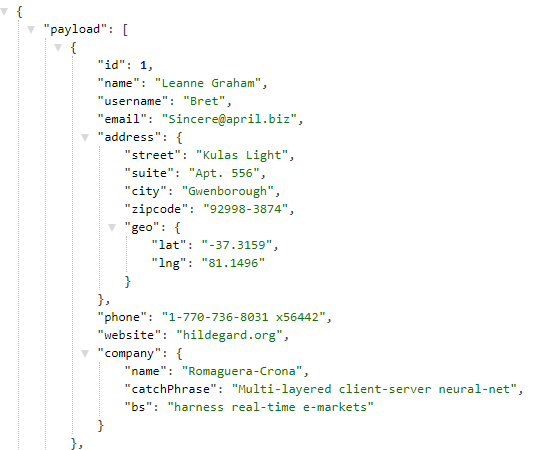 {
"payload": [
{
"id": 1,
"name": "Leanne Graham",
"username": "Bret",
"email": "Sincere@april.biz",
"address": {
"street": "Kulas Light",
"suite": "Apt. 556",
"city": "Gwenborough",
"zipcode": "92998-3874",
"geo": {
"lat": "-37.3159",
"lng": "81.1496"
}
},
"phone": "1-770-736-8031 x56442",
"website": "hildegard.org",
"company": {
"name": "Romaguera-Crona",
"catchPhrase": "Multi-layered client-server neural-net",
"bs": "harness real-time e-markets"
}
},